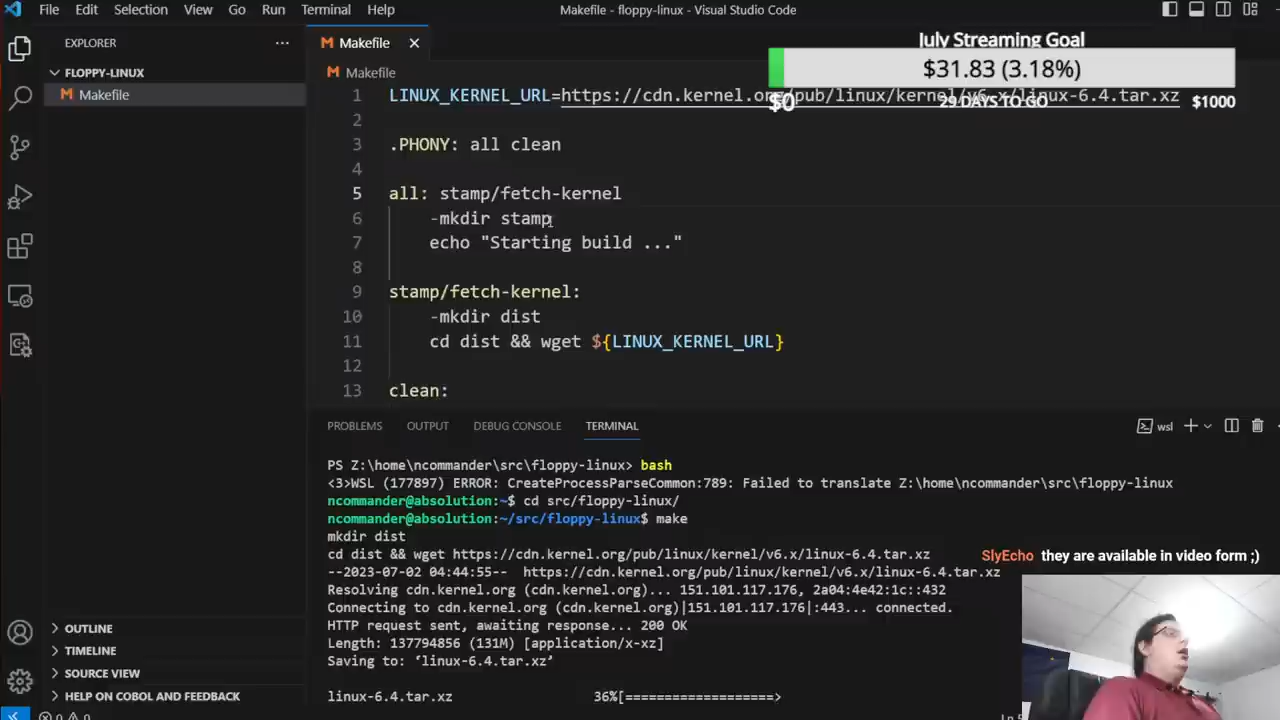 File Edit Selection View Go Run Terminal Help
Makefile - floppy-linux - Visual Studio Code
EXPLORER
FLOPPY-LINUX
Makefile
Makefile
Makefile
July Streaming Goal
$31.83 (3.18%)
$0
29 DAYS TO GO
$1000
1 LINUX_KERNEL_URL=https://cdn.kernel.org/pub/linux/kernel/v6.x/linux-6.4.tar.xz
2
3 .PHONY: all clean
4
5 all: stamp/fetch-kernel
6 -mkdir stamp
7 echo "Starting build ..."
8
9 stamp/fetch-kernel:
10 -mkdir dist
11 cd dist && wget ${LINUX_KERNEL_URL}
12
13 clean:
PROBLEMS OUTPUT DEBUG CONSOLE TERMINAL
wsl
PS Z:\home\ncommander\src\floppy-linux> bash
<3>WSL (177897) ERROR: CreateProcessParseCommon:789: Failed to translate Z:\home\ncommander\src\floppy-linux
ncommander@absolution:~$ cd src/floppy-linux/
ncommander@absolution:~/src/floppy-linux$ make
mkdir dist
cd dist && wget https://cdn.kernel.org/pub/linux/kernel/v6.x/linux-6.4.tar.xz
--2023-07-02 04:44:55-- https://cdn.kernel.org/pub/linux/kernel/v6.x/linux-6.4.tar.xz
Resolving cdn.kernel.org (cdn.kernel.org)... 151.101.117.176, 2a04:4e42:1c::432
Connecting to cdn.kernel.org (cdn.kernel.org)|151.101.117.176|:443... connected.
HTTP request sent, awaiting response... 200 OK
Length: 137794856 (131M) [application/x-xz]
Saving to: ‘linux-6.4.tar.xz’
linux-6.4.tar.xz 36%[===================>
SlyEcho they are available in video form ;)
OUTLINE
TIMELINE
SOURCE VIEW
HELP ON COBOL AND FEEDBACK
0 0